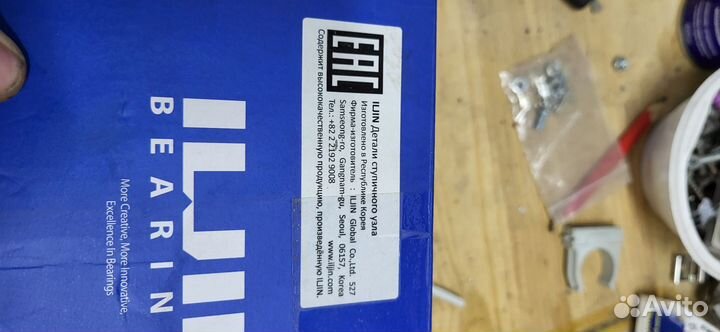 EAC
ILJIN Детали ступичного узла
Изготовлено в Республике Корея
Фирма-изготовитель : ILJIN Global Co.,Ltd. 527
Samseong-ro, Gangnam-gu, Seoul, 06157, Korea
Тел.: +82 2 2192 9008 www.iljin.com
Содержит высококачественную продукцию, произведённую ILJIN.
ILJIN
BEARIN
More Creative, More Innovative,
Excellence In Bearings
Avito